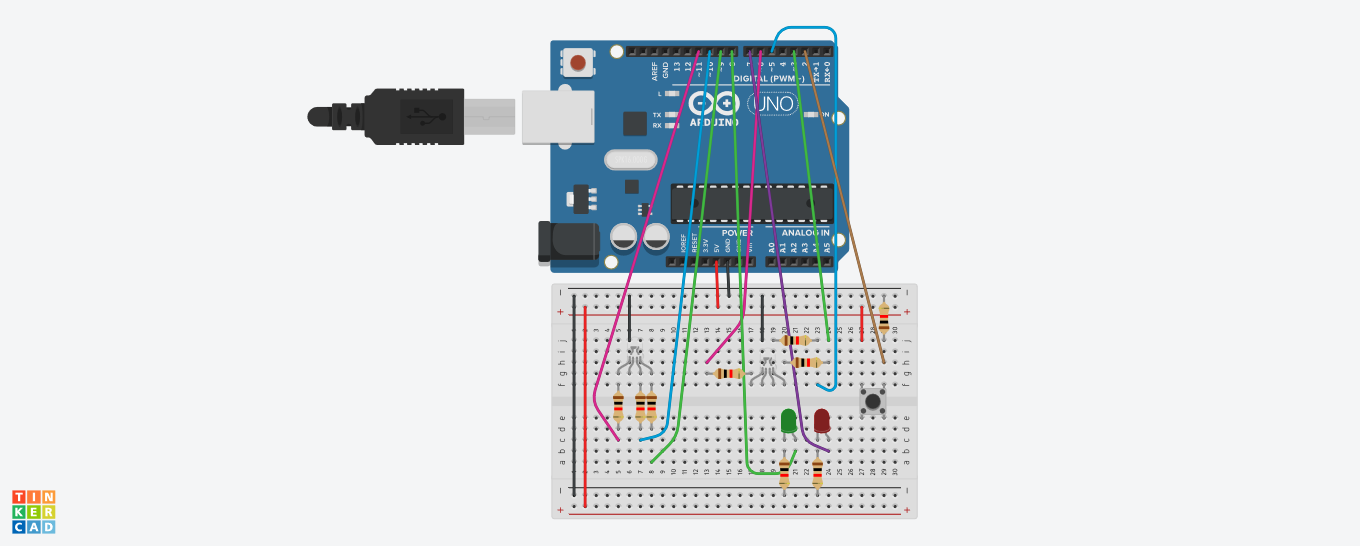 AREF
GND
13
12
~11
~10
~9
8
7
~6
~5
4
~3
2
TX→1
RX←0
DIGITAL (PWM~)
L
TX
RX
ARDUINO
UNO
ON
POWER
ANALOG IN
IOREF
RESET
3.3V
5V
GND
Vin
A0
A1
A2
A3
A5
j
i
h
g
f
e
d
c
b
a
TIN
KER
CAD